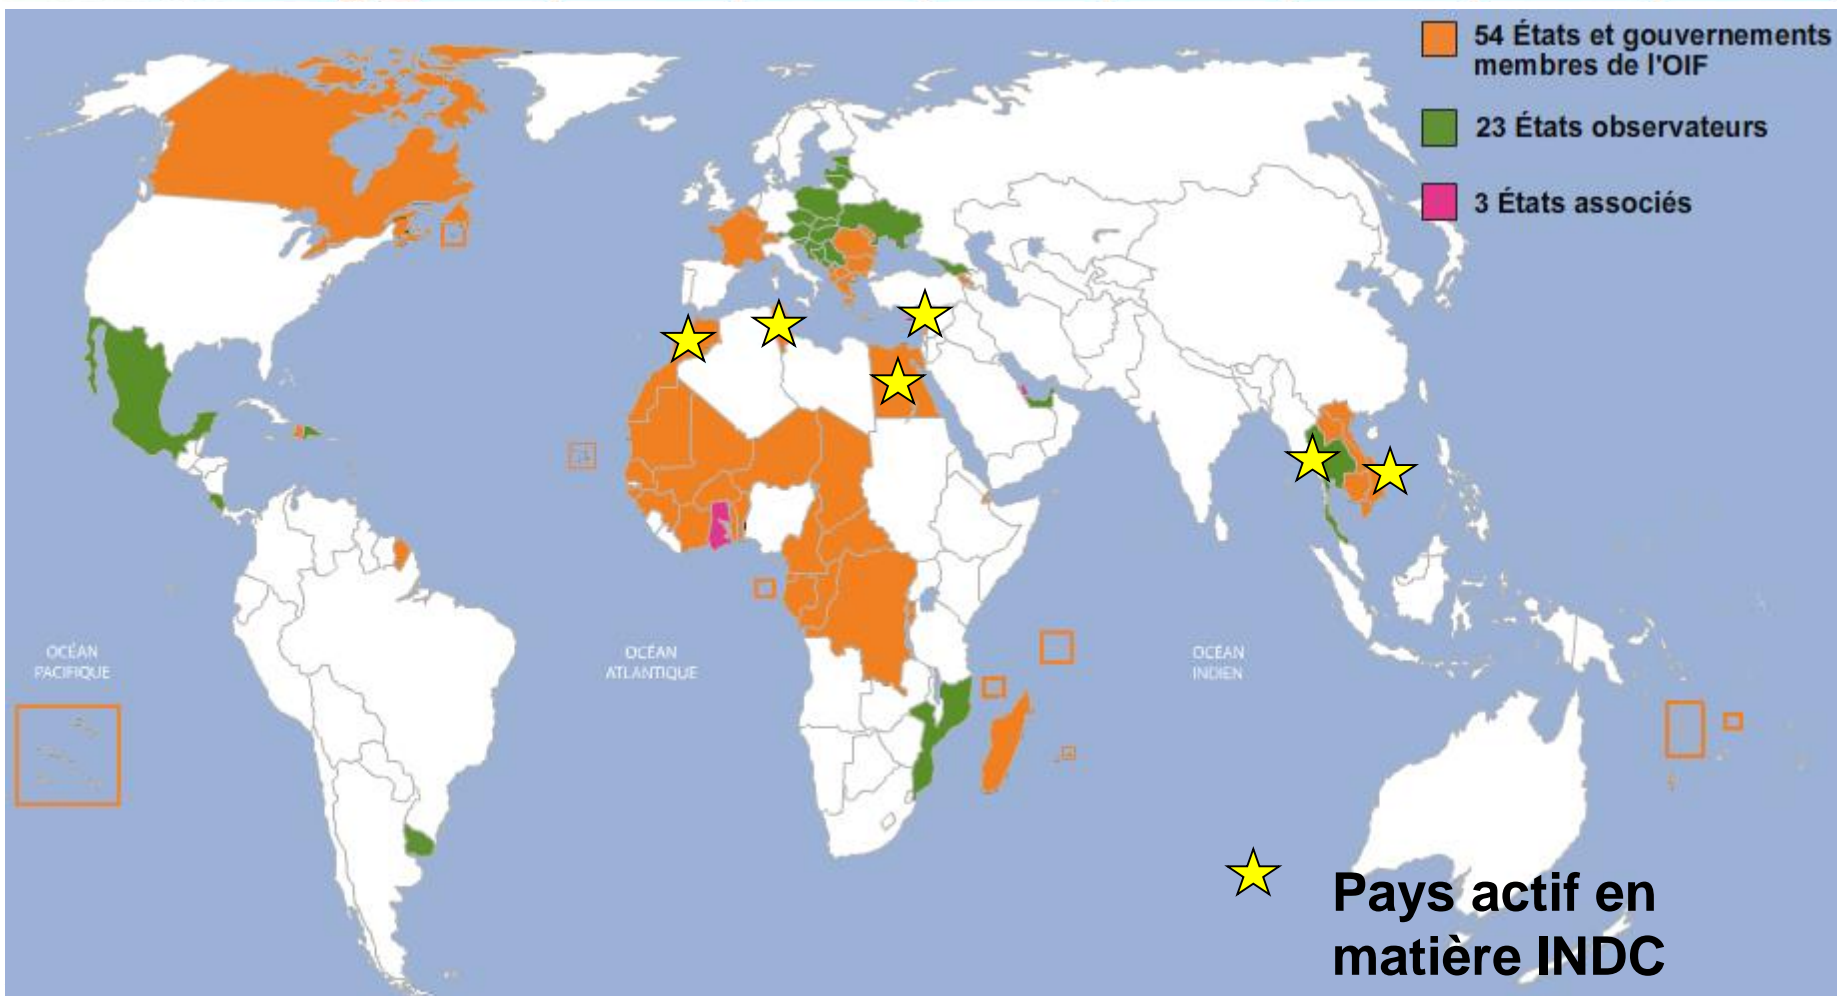 54 États et gouvernements
membres de l'OIF
23 États observateurs
3 États associés
OCÉAN
PACIFIQUE
OCÉAN
ATLANTIQUE
OCÉAN
INDIEN
Pays actif en
matière INDC